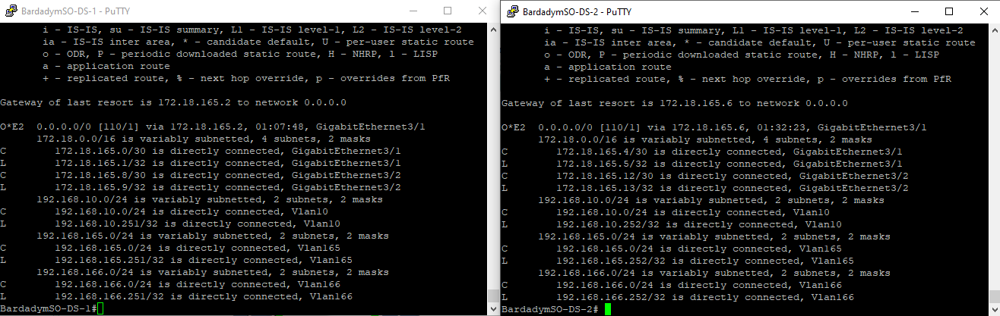 BardadymSO-DS-1 - PuTTY
i - IS-IS, su - IS-IS summary, L1 - IS-IS level-1, L2 - IS-IS level-2
ia - IS-IS inter area, * - candidate default, U - per-user static route
o - ODR, P - periodic downloaded static route, H - NHRP, l - LISP
a - application route
+ - replicated route, % - next hop override, p - overrides from PfR
Gateway of last resort is 172.18.165.2 to network 0.0.0.0
O*E2  0.0.0.0/0 [110/1] via 172.18.165.2, 01:07:48, GigabitEthernet3/1
172.18.0.0/16 is variably subnetted, 4 subnets, 2 masks
C        172.18.165.0/30 is directly connected, GigabitEthernet3/1
L        172.18.165.1/32 is directly connected, GigabitEthernet3/1
C        172.18.165.8/30 is directly connected, GigabitEthernet3/2
L        172.18.165.9/32 is directly connected, GigabitEthernet3/2
192.168.10.0/24 is variably subnetted, 2 subnets, 2 masks
C        192.168.10.0/24 is directly connected, Vlan10
L        192.168.10.251/32 is directly connected, Vlan10
192.168.165.0/24 is variably subnetted, 2 subnets, 2 masks
C        192.168.165.0/24 is directly connected, Vlan165
L        192.168.165.251/32 is directly connected, Vlan165
192.168.166.0/24 is variably subnetted, 2 subnets, 2 masks
C        192.168.166.0/24 is directly connected, Vlan166
L        192.168.166.251/32 is directly connected, Vlan166
BardadymSO-DS-1#
BardadymSO-DS-2 - PuTTY
i - IS-IS, su - IS-IS summary, L1 - IS-IS level-1, L2 - IS-IS level-2
ia - IS-IS inter area, * - candidate default, U - per-user static route
o - ODR, P - periodic downloaded static route, H - NHRP, l - LISP
a - application route
+ - replicated route, % - next hop override, p - overrides from PfR
Gateway of last resort is 172.18.165.6 to network 0.0.0.0
O*E2  0.0.0.0/0 [110/1] via 172.18.165.6, 01:32:23, GigabitEthernet3/1
172.18.0.0/16 is variably subnetted, 4 subnets, 2 masks
C        172.18.165.4/30 is directly connected, GigabitEthernet3/1
L        172.18.165.5/32 is directly connected, GigabitEthernet3/1
C        172.18.165.12/30 is directly connected, GigabitEthernet3/2
L        172.18.165.13/32 is directly connected, GigabitEthernet3/2
192.168.10.0/24 is variably subnetted, 2 subnets, 2 masks
C        192.168.10.0/24 is directly connected, Vlan10
L        192.168.10.252/32 is directly connected, Vlan10
192.168.165.0/24 is variably subnetted, 2 subnets, 2 masks
C        192.168.165.0/24 is directly connected, Vlan165
L        192.168.165.252/32 is directly connected, Vlan165
192.168.166.0/24 is variably subnetted, 2 subnets, 2 masks
C        192.168.166.0/24 is directly connected, Vlan166
L        192.168.166.252/32 is directly connected, Vlan166
BardadymSO-DS-2#